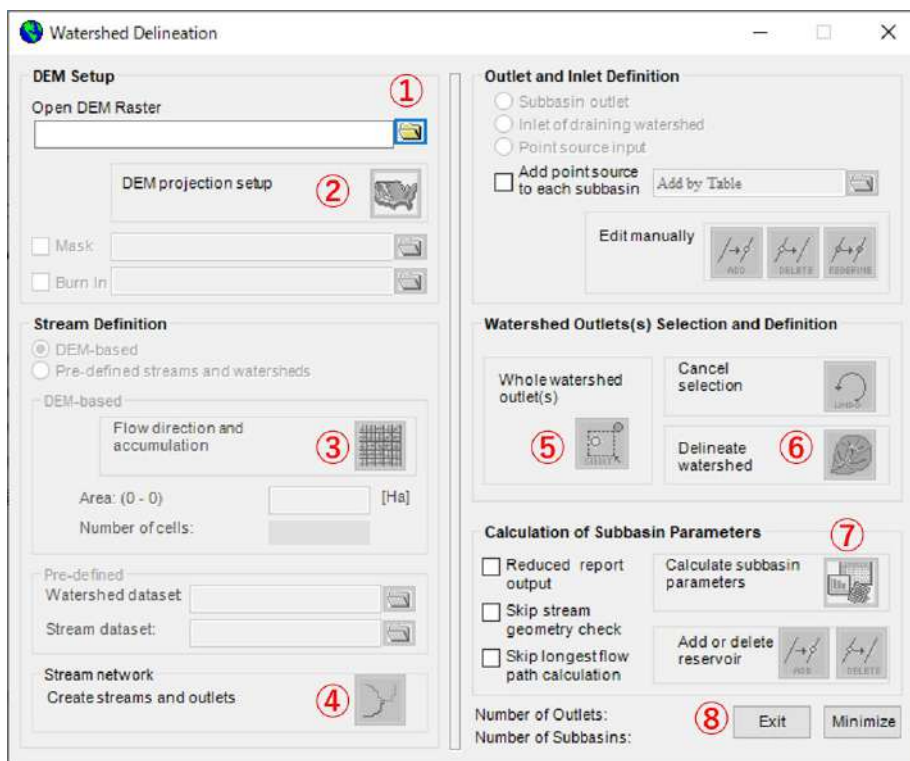 Watershed Delineation
DEM Setup
①
Open DEM Raster
DEM projection setup
②
Mask
Burn In
Stream Definition
DEM-based
Pre-defined streams and watersheds
DEM-based
Flow direction and
accumulation
③
Area: (0 - 0)
[Ha]
Number of cells:
Pre-defined
Watershed dataset
Stream dataset:
Stream network
Create streams and outlets
④
Outlet and Inlet Definition
Subbasin outlet
Inlet of draining watershed
Point source input
Add point source
to each subbasin
Add by Table
Edit manually
ADD
DELETE
REDEFINE
Watershed Outlets(s) Selection and Definition
Whole watershed
outlet(s)
⑤
Cancel
selection
UNDO
Delineate
watershed
⑥
Calculation of Subbasin Parameters
⑦
Reduced report
output
Skip stream
geometry check
Skip longest flow
path calculation
Calculate subbasin
parameters
Add or delete
reservoir
ADD
DELETE
Number of Outlets:
Number of Subbasins:
⑧
Exit
Minimize